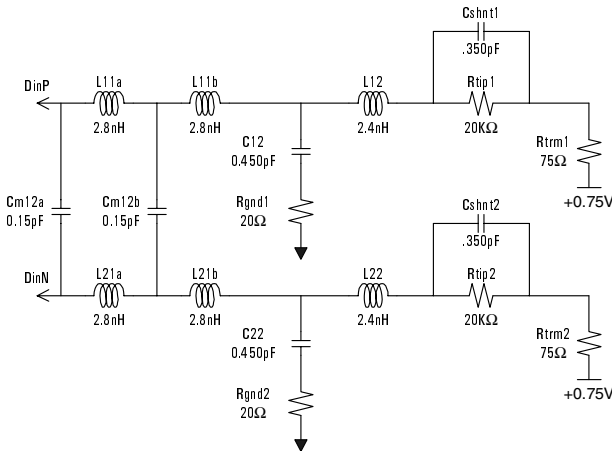 Cshnt1
.350pF
DinP
L11a
2.8nH
L11b
2.8nH
L12
2.4nH
Rtip1
20KΩ
C12
0.450pF
Rtrm1
75Ω
+0.75V
Rgnd1
20Ω
Cm12a
0.15pF
Cm12b
0.15pF
Cshnt2
.350pF
DinN
L21a
2.8nH
L21b
2.8nH
L22
2.4nH
Rtip2
20KΩ
C22
0.450pF
Rtrm2
75Ω
+0.75V
Rgnd2
20Ω